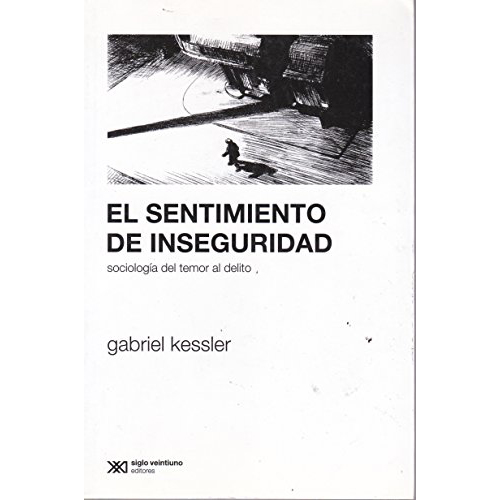 EL SENTIMIENTO
DE INSEGURIDAD
sociología del temor al delito
gabriel kessler
siglo veintiuno
editores